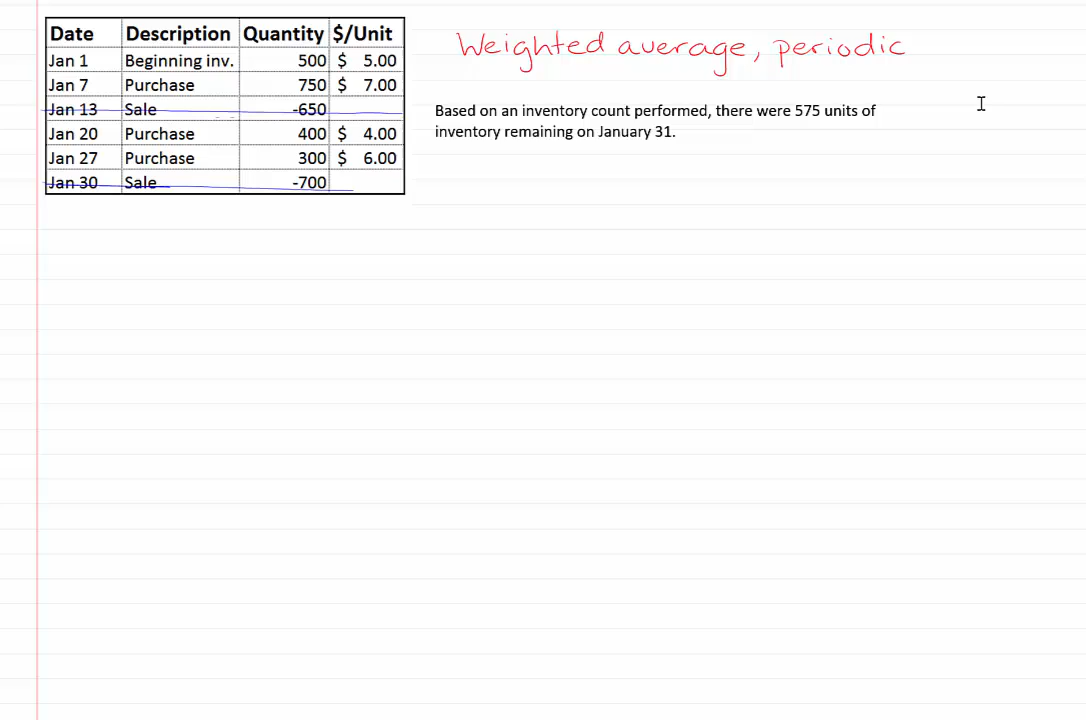 Date Description Quantity $/Unit
Jan 1 Beginning inv. 500 $ 5.00
Jan 7 Purchase 750 $ 7.00
Jan 13 Sale -650
Jan 20 Purchase 400 $ 4.00
Jan 27 Purchase 300 $ 6.00
Jan 30 Sale -700
Weighted average, periodic
Based on an inventory count performed, there were 575 units of
inventory remaining on January 31.